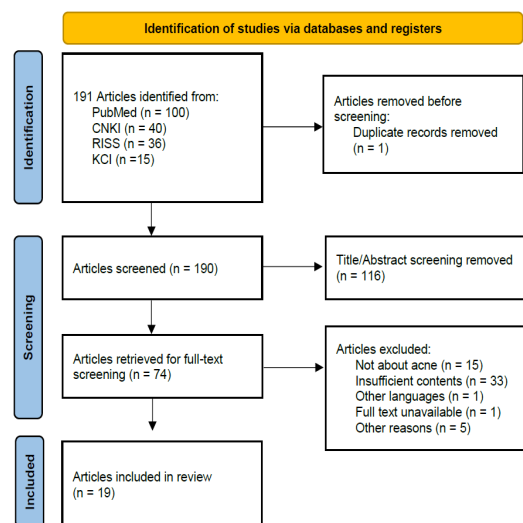 Identification of studies via databases and registers
Identification
191 Articles identified from:
PubMed (n = 100)
CNKI (n = 40)
RISS (n = 36)
KCI (n =15)
Articles removed before
screening:
Duplicate records removed
(n = 1)
Screening
Articles screened (n = 190)
Title/Abstract screening removed
(n = 116)
Articles retrieved for full-text
screening (n = 74)
Articles excluded:
Not about acne (n = 15)
Insufficient contents (n = 33)
Other languages (n = 1)
Full text unavailable (n = 1)
Other reasons (n = 5)
Included
Articles included in review
(n = 19)